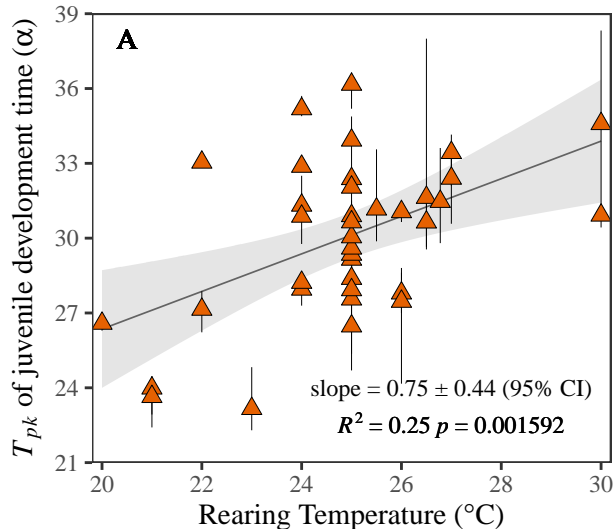 A
39
36
33
30
27
24
21
T_pk of juvenile development time (α)
slope = 0.75 ± 0.44 (95% CI)
R² = 0.25 p = 0.001592
20 22 24 26 28 30
Rearing Temperature (°C)